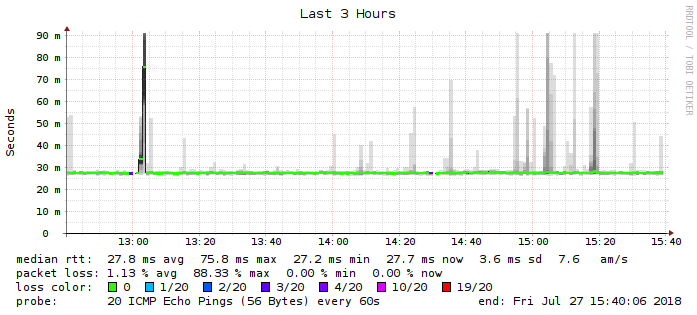 Last 3 Hours
RRDTOOL / TOBI OETIKER
Seconds
90 m
80 m
70 m
60 m
50 m
40 m
30 m
20 m
10 m
0
13:00 13:20 13:40 14:00 14:20 14:40 15:00 15:20 15:40
median rtt: 27.8 ms avg 75.8 ms max 27.2 ms min 27.7 ms now 3.6 ms sd 7.6 am/s
packet loss: 1.13 % avg 88.33 % max 0.00 % min 0.00 % now
loss color: 0 1/20 2/20 3/20 4/20 10/20 19/20
probe: 20 ICMP Echo Pings (56 Bytes) every 60s end: Fri Jul 27 15:40:06 2018